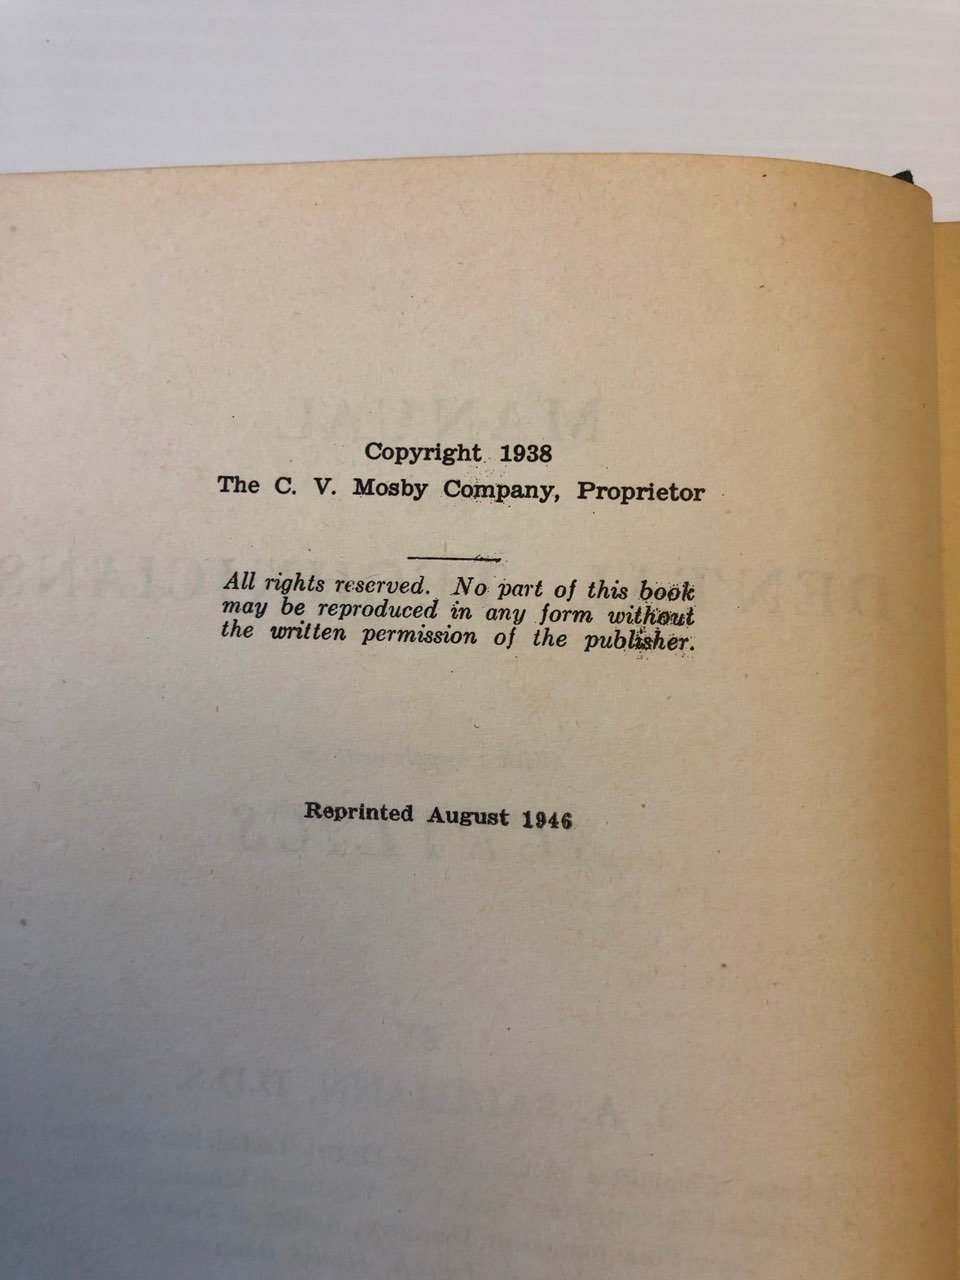 Copyright 1938
The C. V. Mosby Company, Proprietor
All rights reserved. No part of this book
may be reproduced in any form without
the written permission of the publisher.
Reprinted August 1946